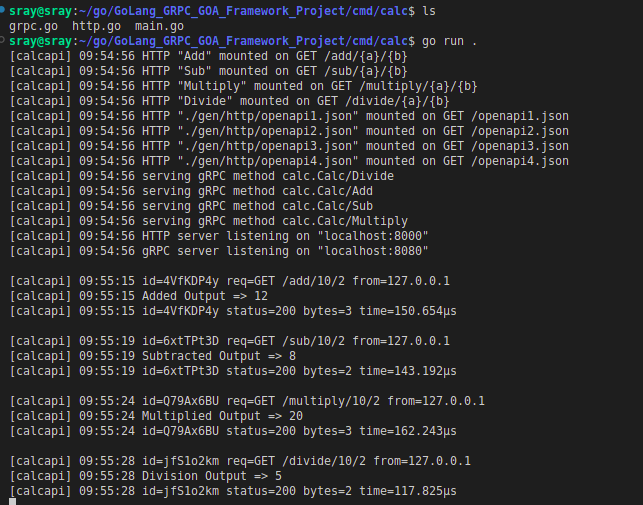 sray@sray:~/go/GoLang_GRPC_GOA_Framework_Project/cmd/calc$ ls
grpc.go  http.go  main.go
sray@sray:~/go/GoLang_GRPC_GOA_Framework_Project/cmd/calc$ go run .
[calcapi] 09:54:56 HTTP "Add" mounted on GET /add/{a}/{b}
[calcapi] 09:54:56 HTTP "Sub" mounted on GET /sub/{a}/{b}
[calcapi] 09:54:56 HTTP "Multiply" mounted on GET /multiply/{a}/{b}
[calcapi] 09:54:56 HTTP "Divide" mounted on GET /divide/{a}/{b}
[calcapi] 09:54:56 HTTP "./gen/http/openapi1.json" mounted on GET /openapi1.json
[calcapi] 09:54:56 HTTP "./gen/http/openapi2.json" mounted on GET /openapi2.json
[calcapi] 09:54:56 HTTP "./gen/http/openapi3.json" mounted on GET /openapi3.json
[calcapi] 09:54:56 HTTP "./gen/http/openapi4.json" mounted on GET /openapi4.json
[calcapi] 09:54:56 serving gRPC method calc.Calc/Divide
[calcapi] 09:54:56 serving gRPC method calc.Calc/Add
[calcapi] 09:54:56 serving gRPC method calc.Calc/Sub
[calcapi] 09:54:56 serving gRPC method calc.Calc/Multiply
[calcapi] 09:54:56 HTTP server listening on "localhost:8000"
[calcapi] 09:54:56 gRPC server listening on "localhost:8080"

[calcapi] 09:55:15 id=4VfKDP4y req=GET /add/10/2 from=127.0.0.1
[calcapi] 09:55:15 Added Output => 12
[calcapi] 09:55:15 id=4VfKDP4y status=200 bytes=3 time=150.654µs

[calcapi] 09:55:19 id=6xtTPt3D req=GET /sub/10/2 from=127.0.0.1
[calcapi] 09:55:19 Subtracted Output => 8
[calcapi] 09:55:19 id=6xtTPt3D status=200 bytes=2 time=143.192µs

[calcapi] 09:55:24 id=Q79Ax6BU req=GET /multiply/10/2 from=127.0.0.1
[calcapi] 09:55:24 Multiplied Output => 20
[calcapi] 09:55:24 id=Q79Ax6BU status=200 bytes=3 time=162.243µs

[calcapi] 09:55:28 id=jfS1o2km req=GET /divide/10/2 from=127.0.0.1
[calcapi] 09:55:28 Division Output => 5
[calcapi] 09:55:28 id=jfS1o2km status=200 bytes=2 time=117.825µs